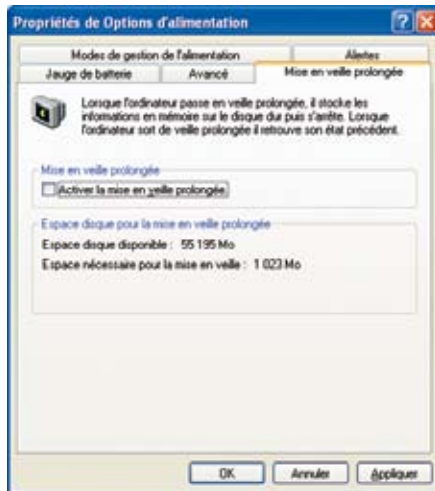 Propriétés de Options d'alimentation
Modes de gestion de l'alimentation
Alertes
Jauge de batterie
Avancé
Mise en veille prolongée
Lorsque l'ordinateur passe en veille prolongée, il stocke les
informations en mémoire sur le disque dur puis s'arrête. Lorsque
l'ordinateur sort de veille prolongée il retrouve son état précédent.
Mise en veille prolongée
Activer la mise en veille prolongée
Espace disque pour la mise en veille prolongée
Espace disque disponible : 55 195 Mo
Espace nécessaire pour la mise en veille : 1 023 Mo
OK
Annuler
Appliquer